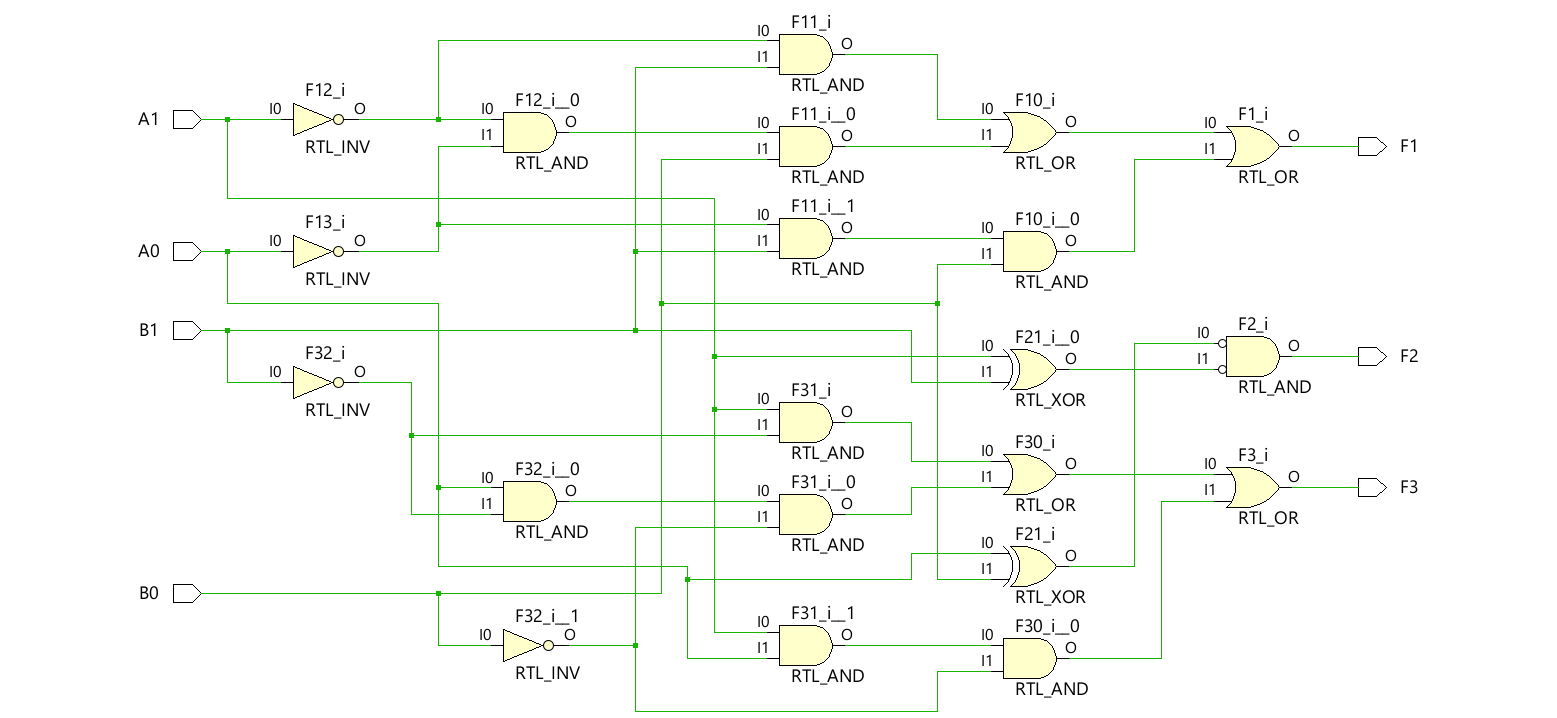 F11_i
I0
O
I1
RTL_AND
F12_i
I0
O
RTL_INV
A1
F12_i__0
I0
O
I1
RTL_AND
F11_i__0
I0
O
I1
RTL_AND
F10_i
I0
O
I1
RTL_OR
F1_i
I0
O
I1
RTL_OR
F1
F11_i__1
I0
O
I1
RTL_AND
F13_i
I0
O
RTL_INV
A0
F10_i__0
I0
O
I1
RTL_AND
B1
F32_i
I0
O
RTL_INV
F21_i__0
I0
O
I1
RTL_XOR
F2_i
I0
O
I1
RTL_AND
F2
F31_i
I0
O
I1
RTL_AND
F32_i__0
I0
O
I1
RTL_AND
F31_i__0
I0
O
I1
RTL_AND
F30_i
I0
O
I1
RTL_OR
F3_i
I0
O
I1
RTL_OR
F3
F21_i
I0
O
I1
RTL_XOR
B0
F32_i__1
I0
O
RTL_INV
F31_i__1
I0
O
I1
RTL_AND
F30_i__0
I0
O
I1
RTL_AND